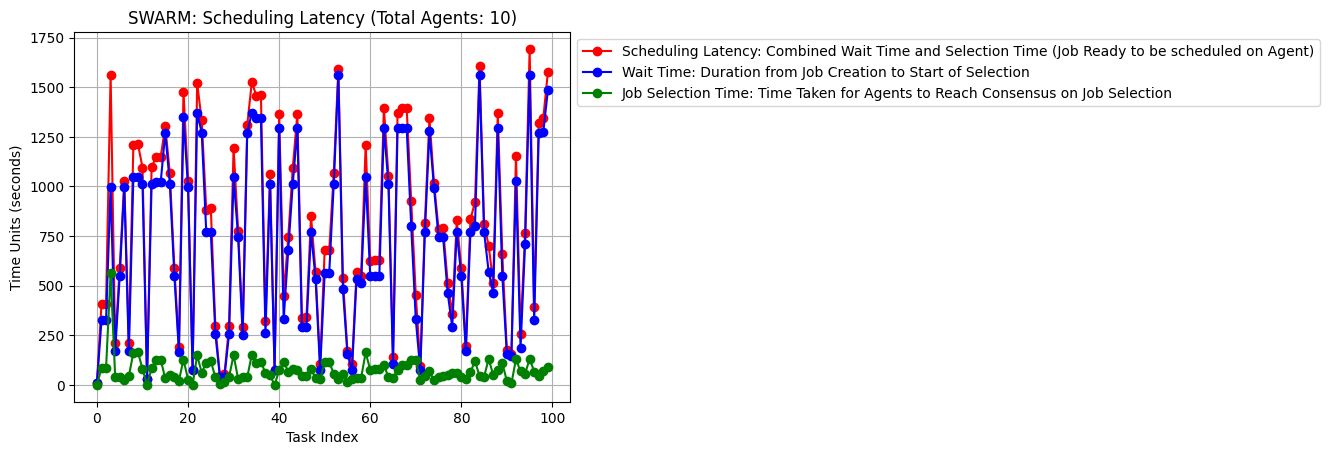 SWARM: Scheduling Latency (Total Agents: 10)
Scheduling Latency: Combined Wait Time and Selection Time (Job Ready to be scheduled on Agent)
Wait Time: Duration from Job Creation to Start of Selection
Job Selection Time: Time Taken for Agents to Reach Consensus on Job Selection
Time Units (seconds)
1750
1500
1250
1000
750
500
250
0
0 20 40 60 80 100
Task Index